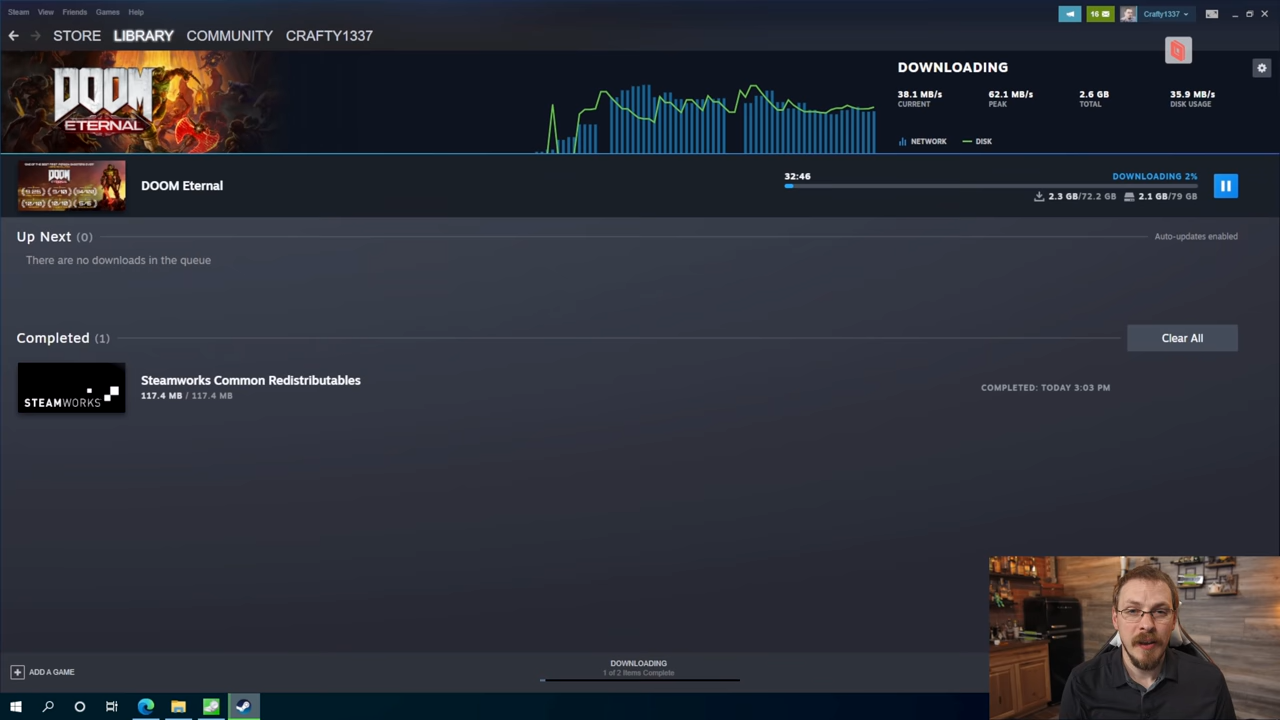 Steam View Friends Games Help
16
Crafty1337
STORE LIBRARY COMMUNITY CRAFTY1337
DOOM
ETERNAL
DOWNLOADING
38.1 MB/s 62.1 MB/s 2.6 GB 35.9 MB/s
CURRENT PEAK TOTAL DISK USAGE
NETWORK DISK
DOOM
DOOM Eternal
32:46 DOWNLOADING 2%
2.3 GB/72.2 GB 2.1 GB/79 GB
Up Next (0)
Auto-updates enabled
There are no downloads in the queue
Completed (1)
Clear All
STEAMWORKS
Steamworks Common Redistributables
117.4 MB / 117.4 MB
COMPLETED: TODAY 3:03 PM
+ ADD A GAME
DOWNLOADING
1 of 2 Items Complete